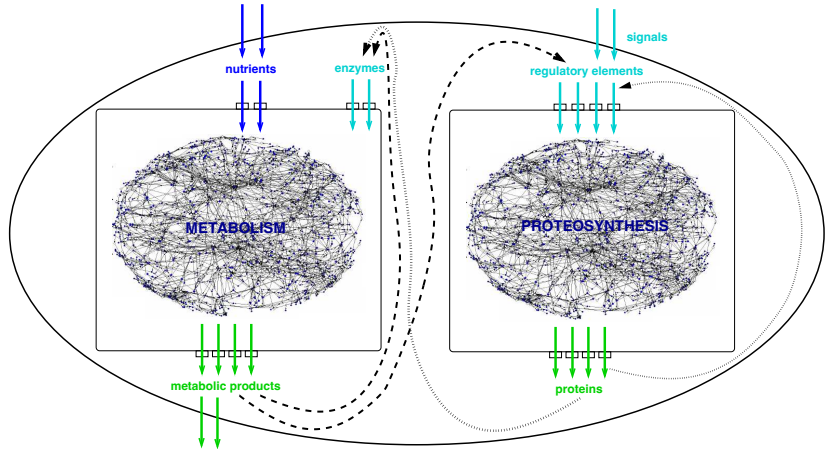 signals
nutrients
enzymes
regulatory elements
METABOLISM
PROTEOSYNTHESIS
metabolic products
proteins